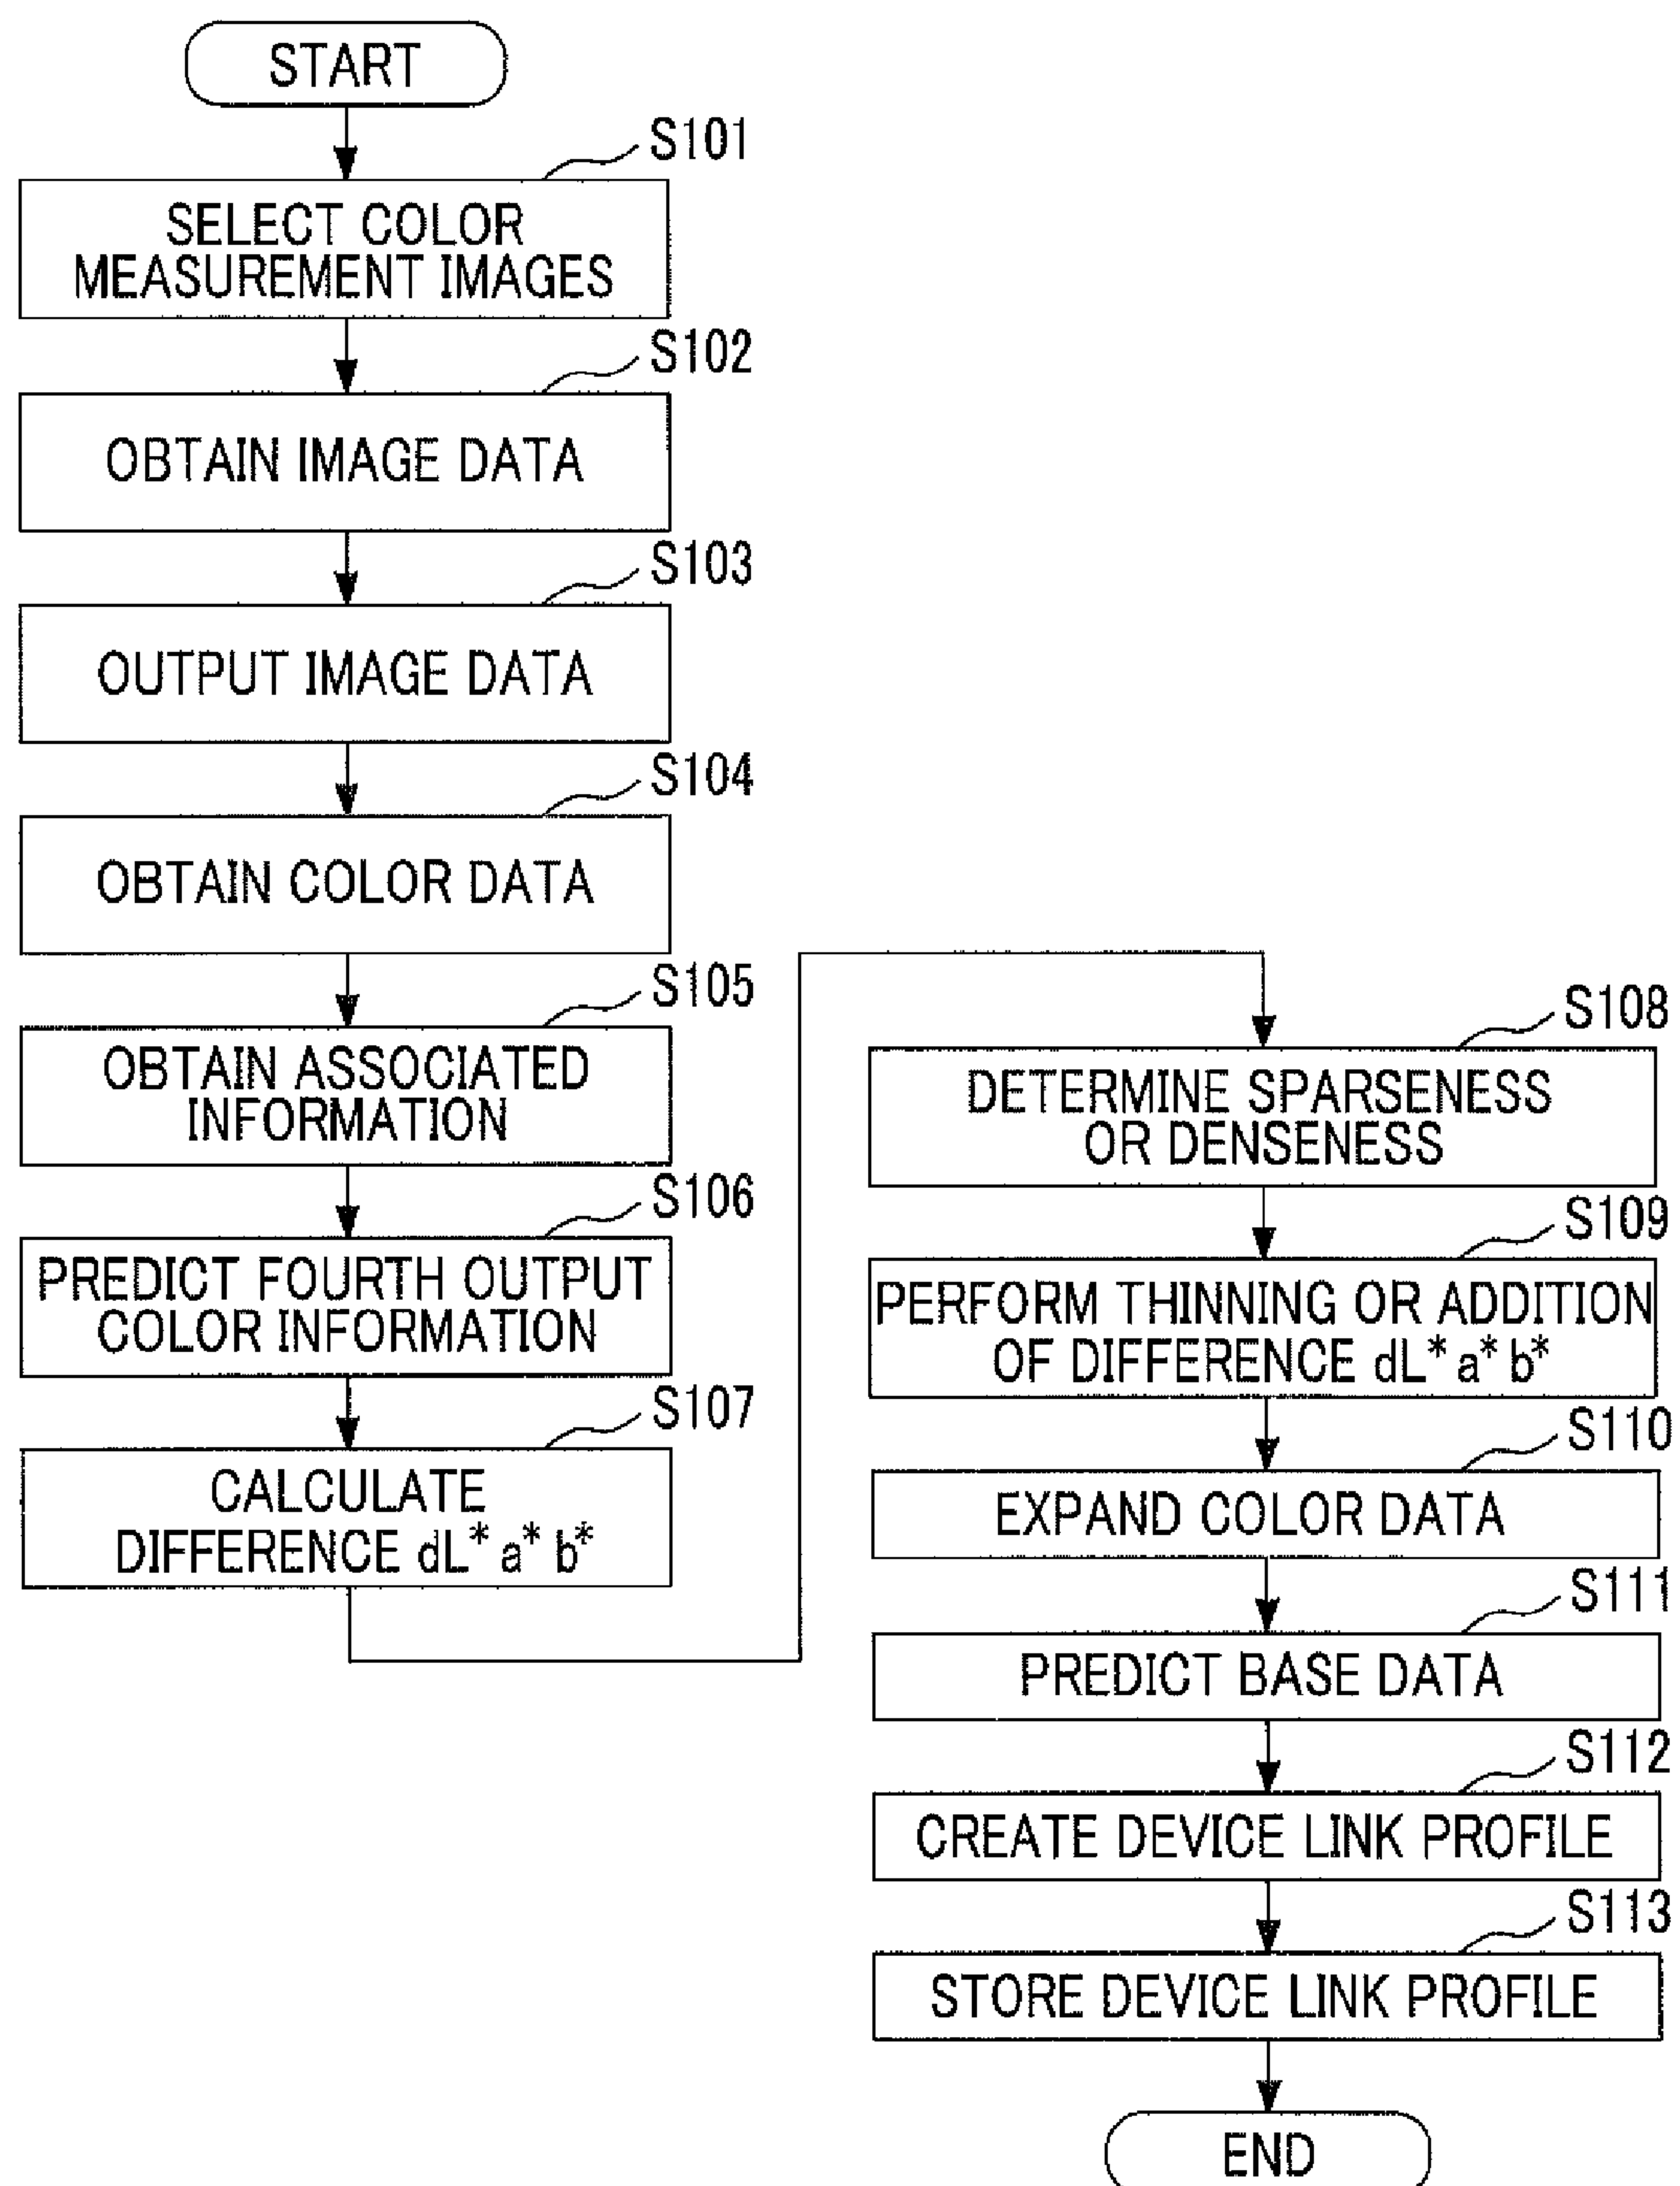 START
S101
SELECT COLOR
MEASUREMENT IMAGES
S102
OBTAIN IMAGE DATA
S103
OUTPUT IMAGE DATA
S104
OBTAIN COLOR DATA
S105
OBTAIN ASSOCIATED
INFORMATION
S106
PREDICT FOURTH OUTPUT
COLOR INFORMATION
S107
CALCULATE
DIFFERENCE dL* a* b*
S108
DETERMINE SPARSENESS
OR DENSENESS
S109
PERFORM THINNING OR ADDITION
OF DIFFERENCE dL* a* b*
S110
EXPAND COLOR DATA
S111
PREDICT BASE DATA
S112
CREATE DEVICE LINK PROFILE
S113
STORE DEVICE LINK PROFILE
END